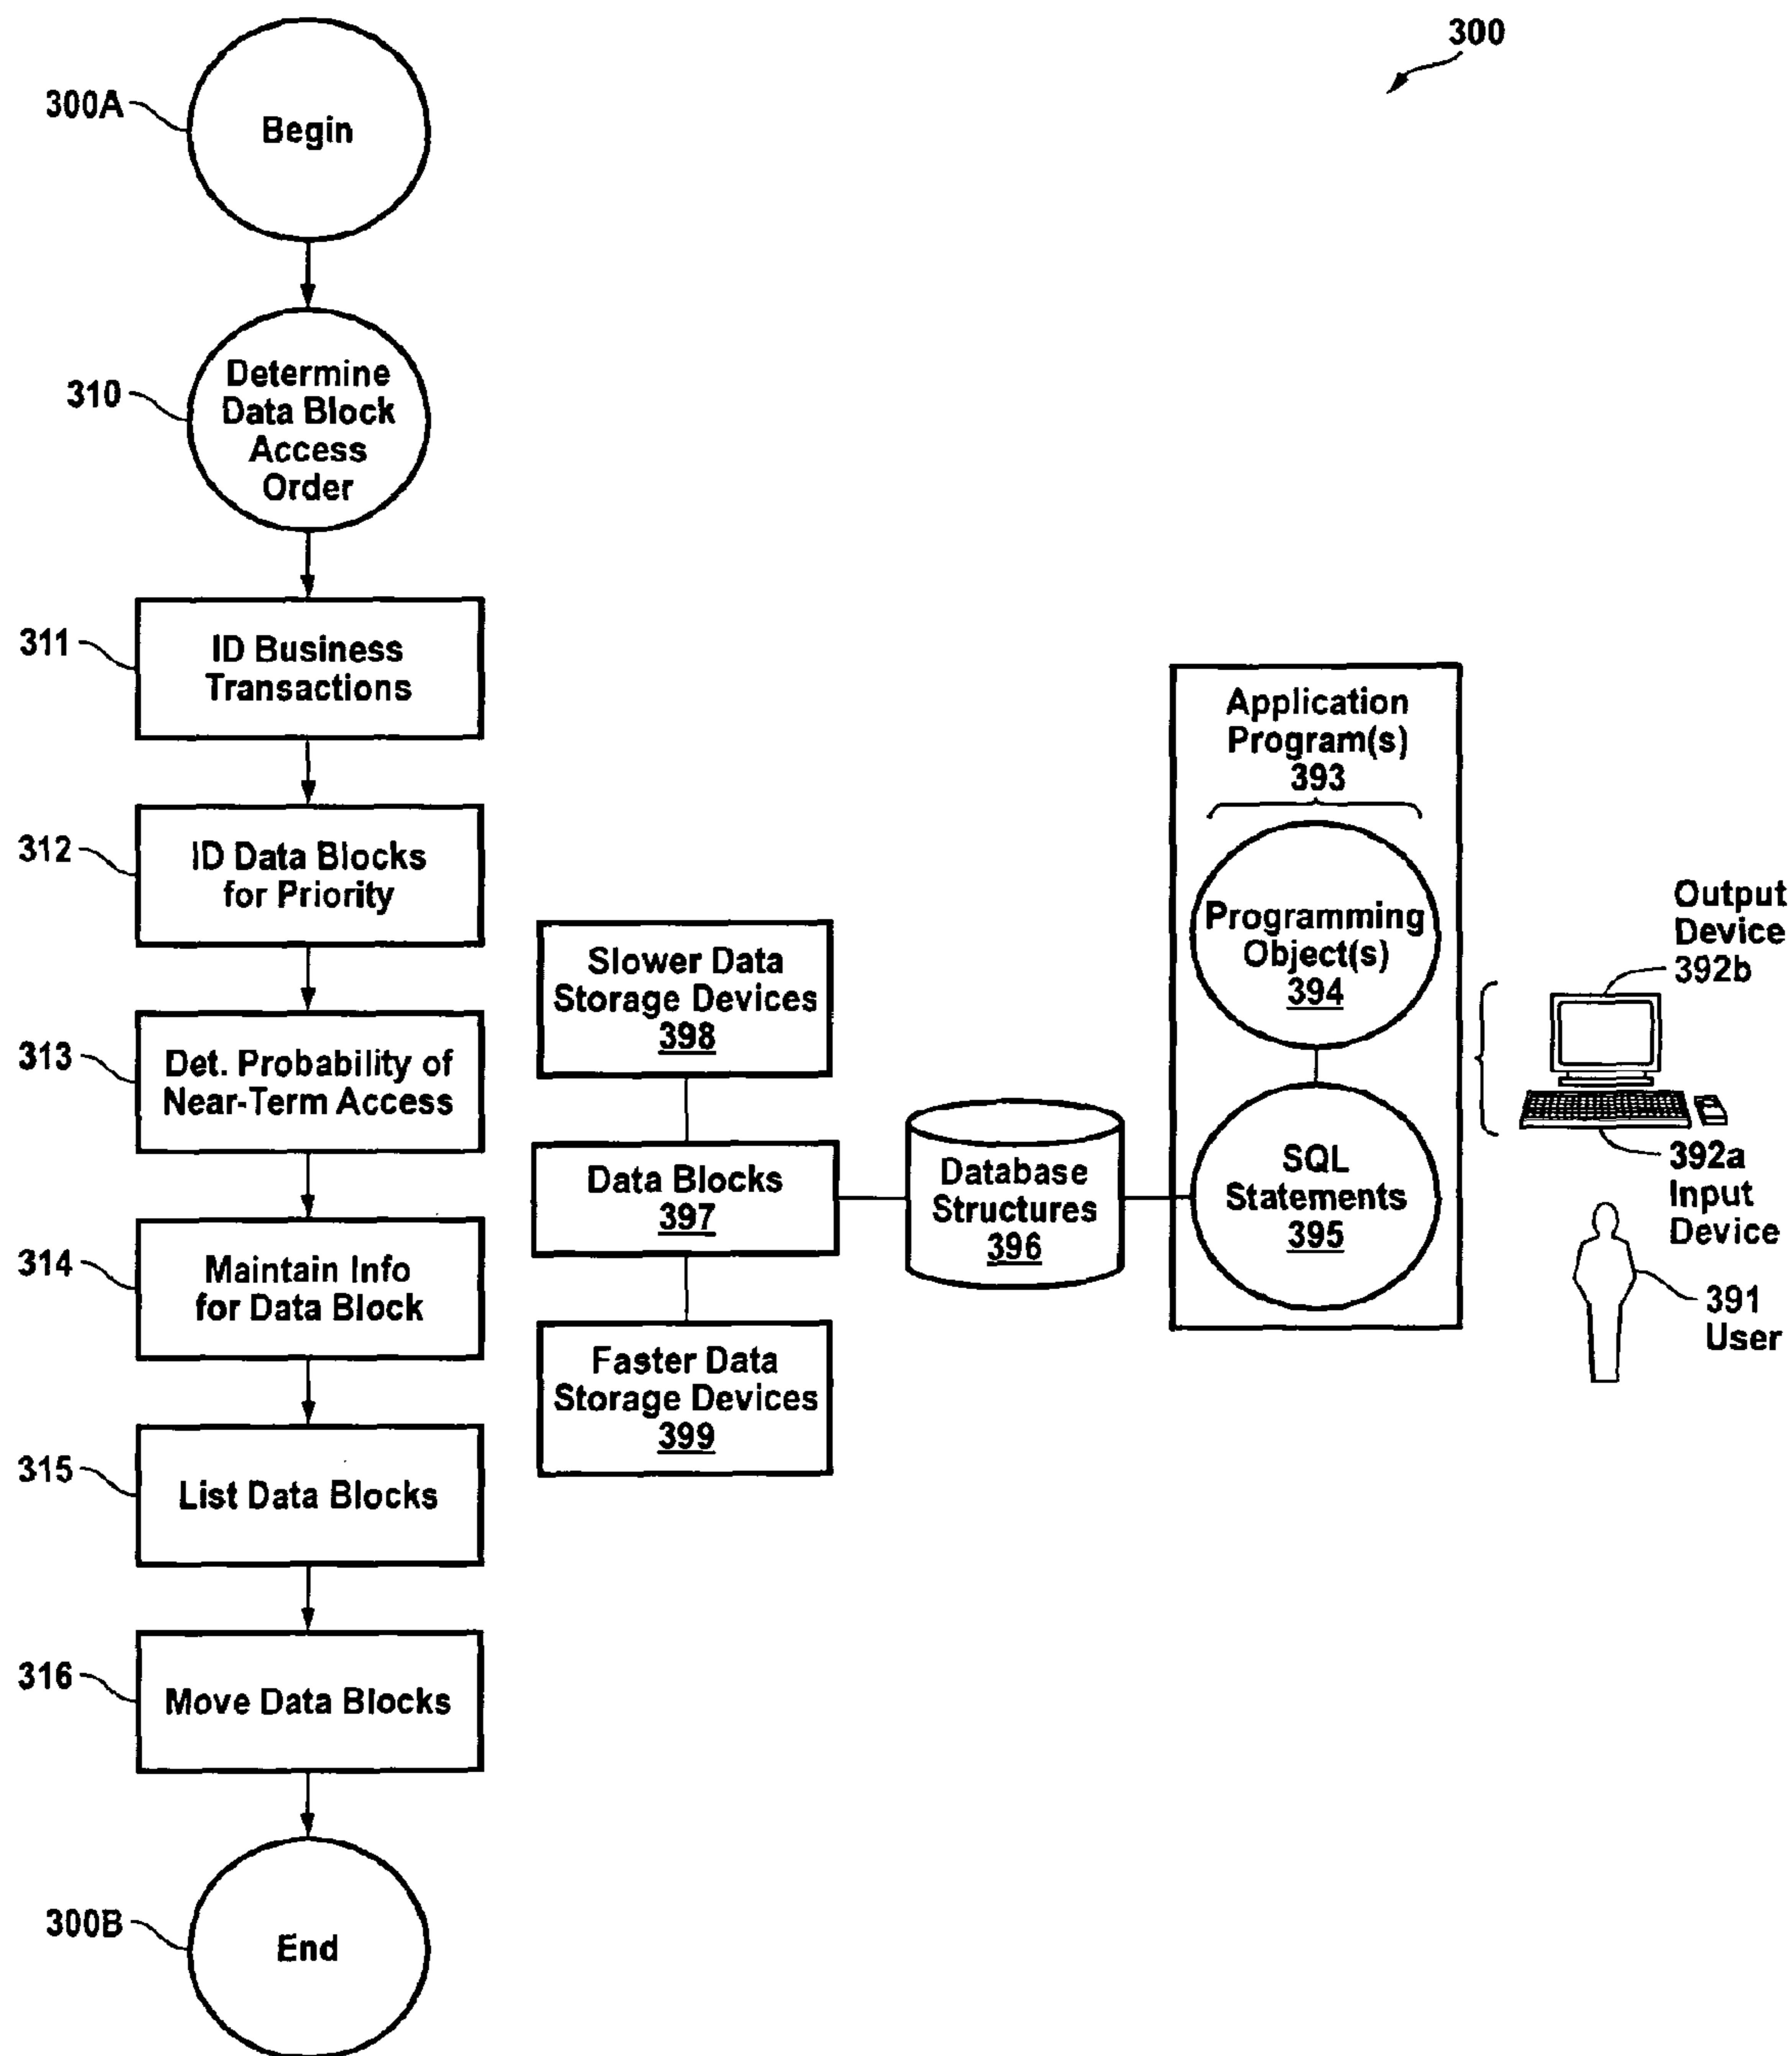 300
300A
Begin
310
Determine
Data Block
Access
Order
311
ID Business
Transactions
312
ID Data Blocks
for Priority
313
Det. Probability of
Near-Term Access
314
Maintain Info
for Data Block
315
List Data Blocks
316
Move Data Blocks
300B
End
Slower Data
Storage Devices
398
Data Blocks
397
Faster Data
Storage Devices
399
Database
Structures
396
Application
Program(s)
393
Programming
Object(s)
394
SQL
Statements
395
Output
Device
392b
392a
Input
Device
391
User